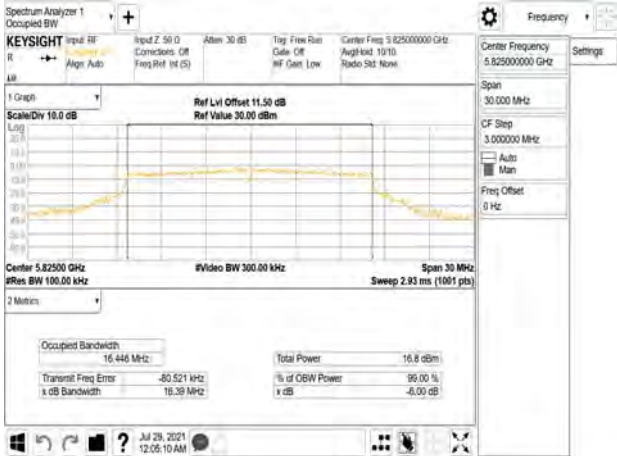 Spectrum Analyzer 1
Occupied BW
Frequency
KEYSIGHT
Input: RF
Input Z: 50 Ω
Atten: 30 dB
Trig: Free Run
Center Freq: 5.825000000 GHz
R
Corrections: Off
Gate: Off
Avg|Hold: 10/10
Align: Auto
Freq Ref: Int (S)
#IF Gain: Low
Radio Std: None
Center Frequency
5.825000000 GHz
Settings
Span
30.000 MHz
CF Step
3.000000 MHz
Auto
Man
Freq Offset
0 Hz
1 Graph
Ref Lvl Offset 11.50 dB
Scale/Div 10.0 dB
Ref Value 30.00 dBm
Log
Center 5.82500 GHz
#Video BW 300.00 kHz
Span 30 MHz
#Res BW 100.00 kHz
Sweep 2.93 ms (1001 pts)
2 Metrics
Occupied Bandwidth
16.446 MHz
Total Power
16.8 dBm
Transmit Freq Error
-80.521 kHz
% of OBW Power
99.00 %
x dB Bandwidth
16.39 MHz
x dB
-6.00 dB
?
Jul 29, 2021
12:05:10 AM